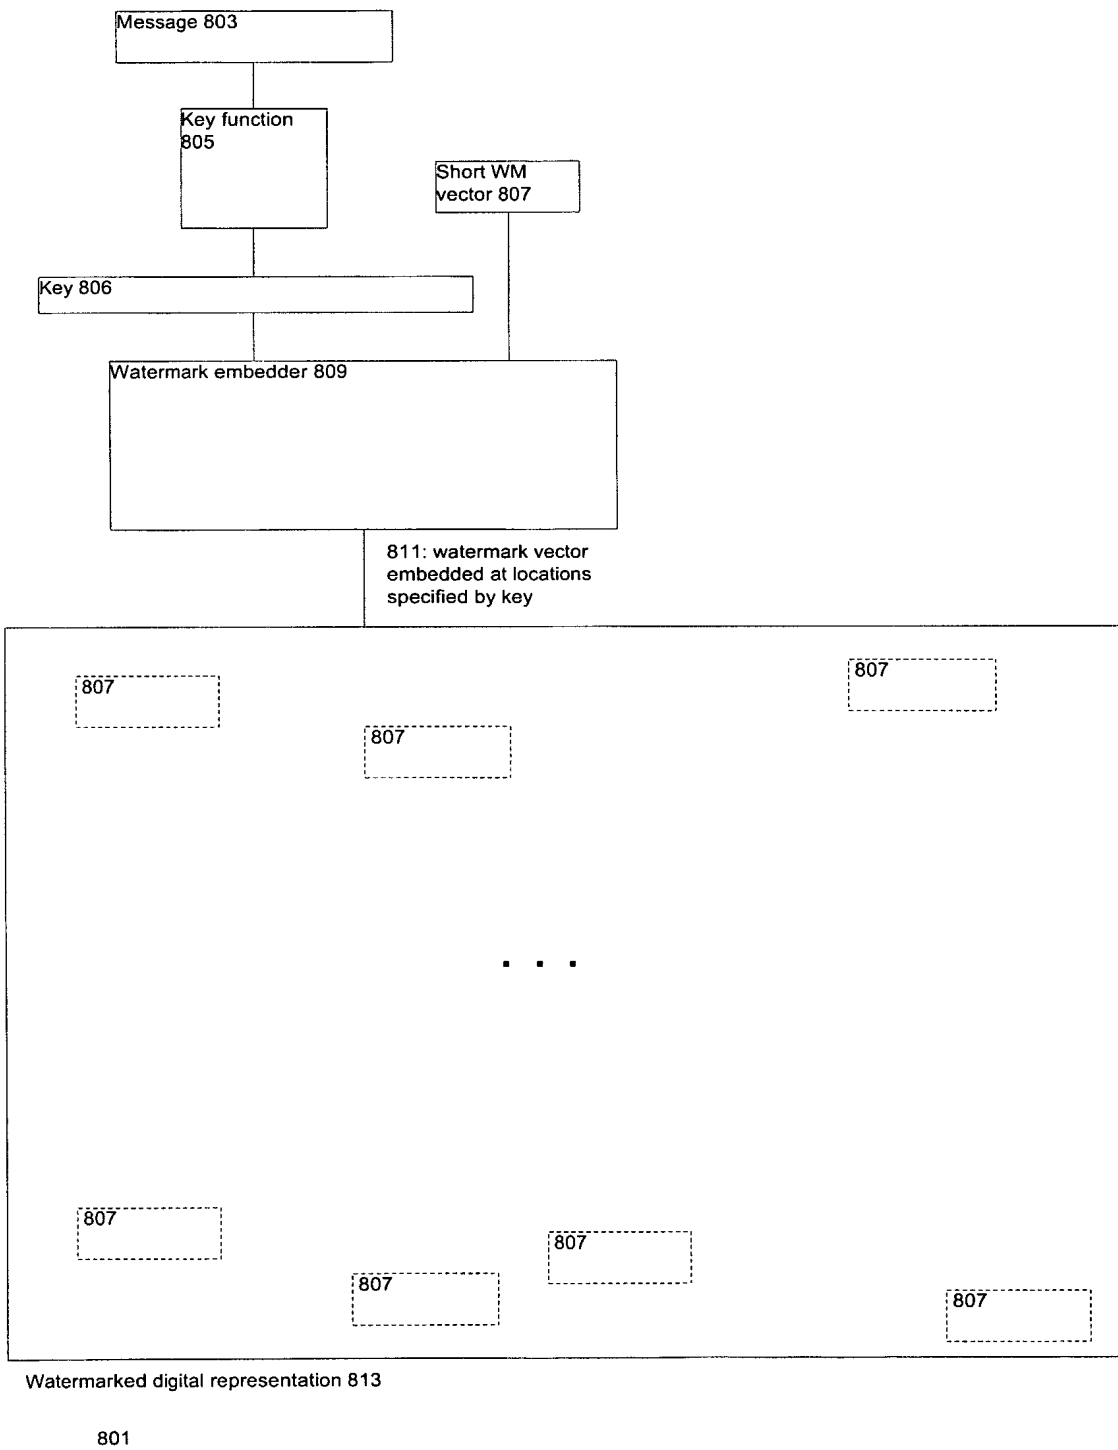 Message 803
Key function
805
Short WM
vector 807
Key 806
Watermark embedder 809
811: watermark vector
embedded at locations
specified by key
807
807
807
. . .
807
807
807
807
Watermarked digital representation 813
801